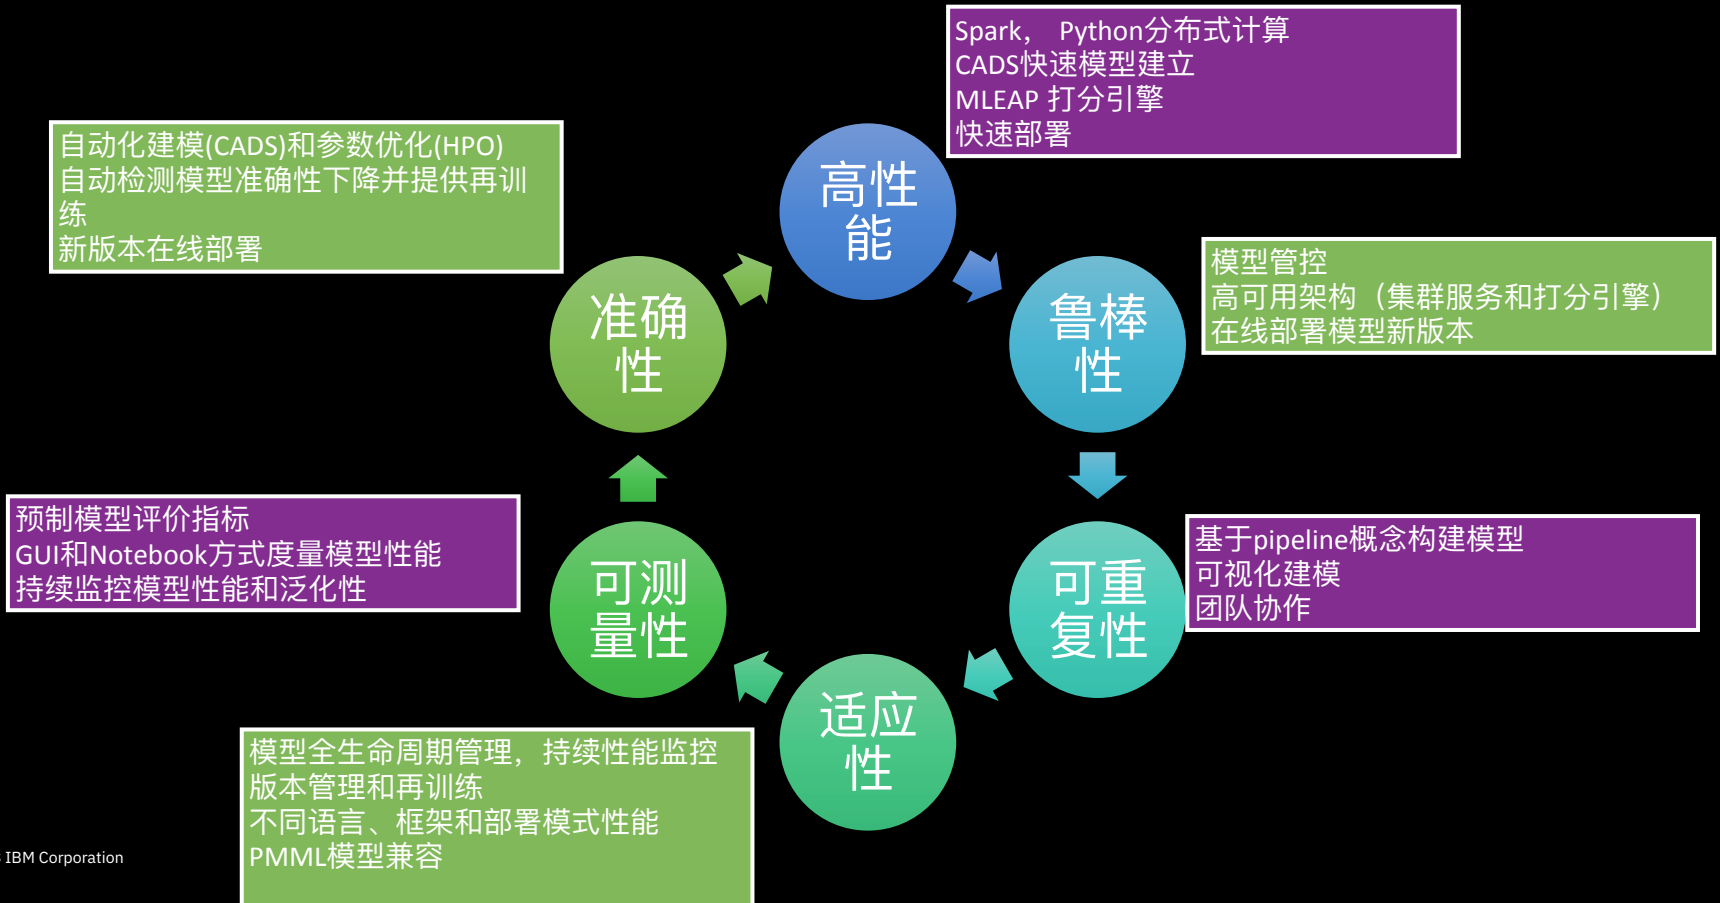 Spark， Python分布式计算
CADS快速模型建立
MLEAP 打分引擎
快速部署
自动化建模(CADS)和参数优化(HPO)
自动检测模型准确性下降并提供再训
练
新版本在线部署
高性
能
模型管控
高可用架构（集群服务和打分引擎）
在线部署模型新版本
准确
性
鲁棒
性
预制模型评价指标
GUI和Notebook方式度量模型性能
持续监控模型性能和泛化性
可测
量性
可重
复性
基于pipeline概念构建模型
可视化建模
团队协作
适应
性
模型全生命周期管理，持续性能监控
版本管理和再训练
不同语言、框架和部署模式性能
PMML模型兼容
IBM Corporation